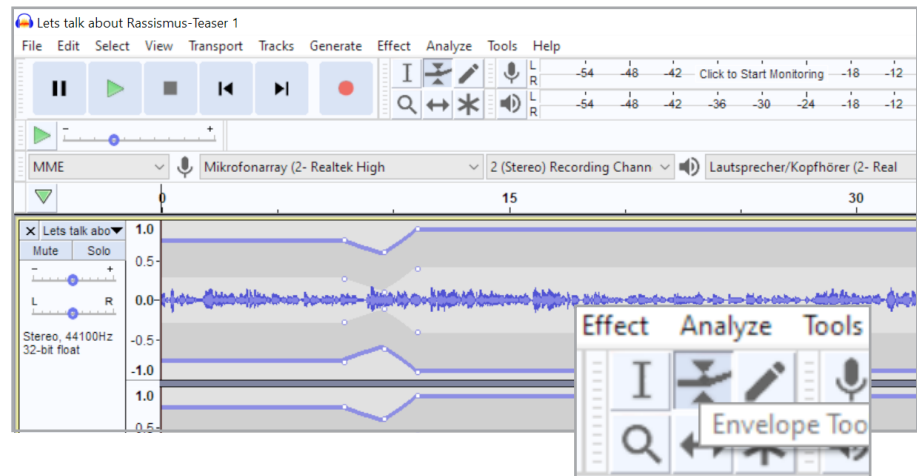 Lets talk about Rassismus-Teaser 1
File Edit Select View Transport Tracks Generate Effect Analyze Tools Help
L -54 -48 -42 Click to Start Monitoring -18 -12
R
L -54 -48 -42 -36 -30 -24 -18 -12
R
- +
MME Mikrofonarray (2- Realtek High 2 (Stereo) Recording Chann Lautsprecher/Kopfhörer (2- Real
0 15 30
X Lets talk abo 1.0
Mute Solo
0.5
- +
L R 0.0
Stereo, 44100Hz -0.5
32-bit float
-1.0
1.0
0.5
Effect Analyze Tools
Envelope Too